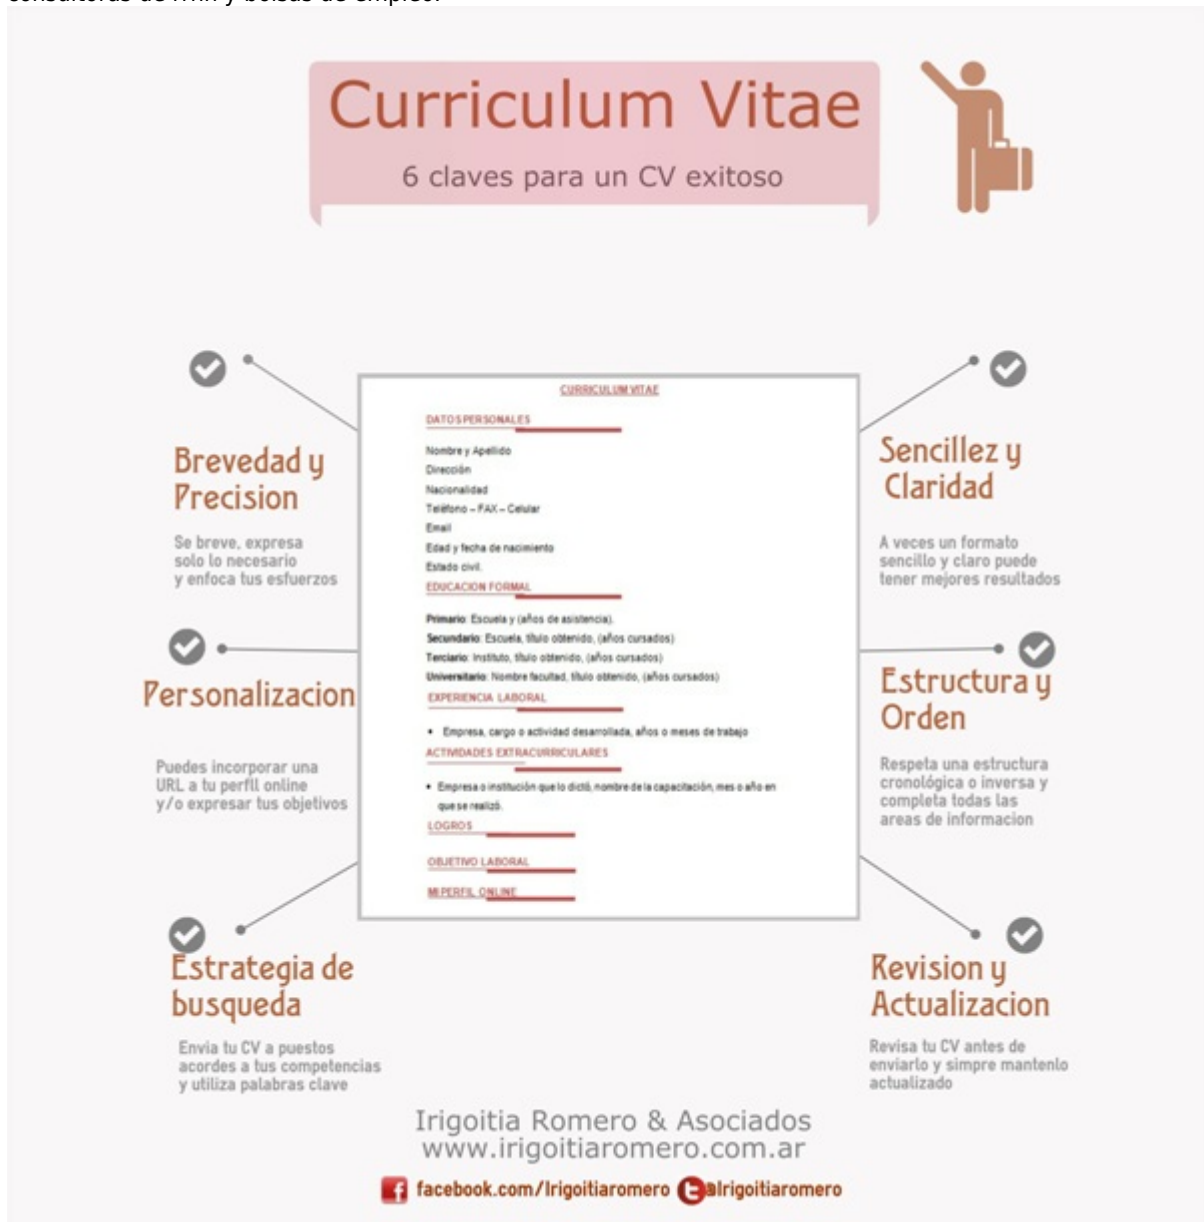 consultoras de RRHH y bolsas de empleo.
Curriculum Vitae
6 claves para un CV exitoso
Brevedad y
Precision
Se breve, expresa
solo lo necesario
y enfoca tus esfuerzos
Personalizacion
Puedes incorporar una
URL a tu perfll online
y/o expresar tus objetivos
Estrategia de
busqueda
Envia tu CV a puestos
acordes a tus competencias
y utiliza palabras clave
CURRICULUM VITAE
DATOS PERSONALES
Nombre y Apellido
Dirección
Nacionalidad
Teléfono – FAX – Celular
Email
Edad y fecha de nacimiento
Estado civil.
EDUCACION FORMAL
Primario: Escuela y (años de asistencia).
Secundario: Escuela, título obtenido, (años cursados)
Terciario: Instituto, título obtenido, (años cursados)
Universitario: Nombre facultad, título obtenido, (años cursados)
EXPERIENCIA LABORAL
• Empresa, cargo o actividad desarrollada, años o meses de trabajo
ACTIVIDADES EXTRACURRICULARES
• Empresa o institución que lo dictó, nombre de la capacitación, mes o año en
que se realizó.
LOGROS
OBJETIVO LABORAL
MI PERFIL ONLINE
Sencillez y
Claridad
A veces un formato
sencillo y claro puede
tener mejores resultados
Estructura y
Orden
Respeta una estructura
cronológica o inversa y
completa todas las
areas de informacion
Revision y
Actualizacion
Revisa tu CV antes de
enviarlo y simpre mantenlo
actualizado
Irigoitia Romero & Asociados
www.irigoitiaromero.com.ar
facebook.com/Irigoitiaromero @Irigoitiaromero